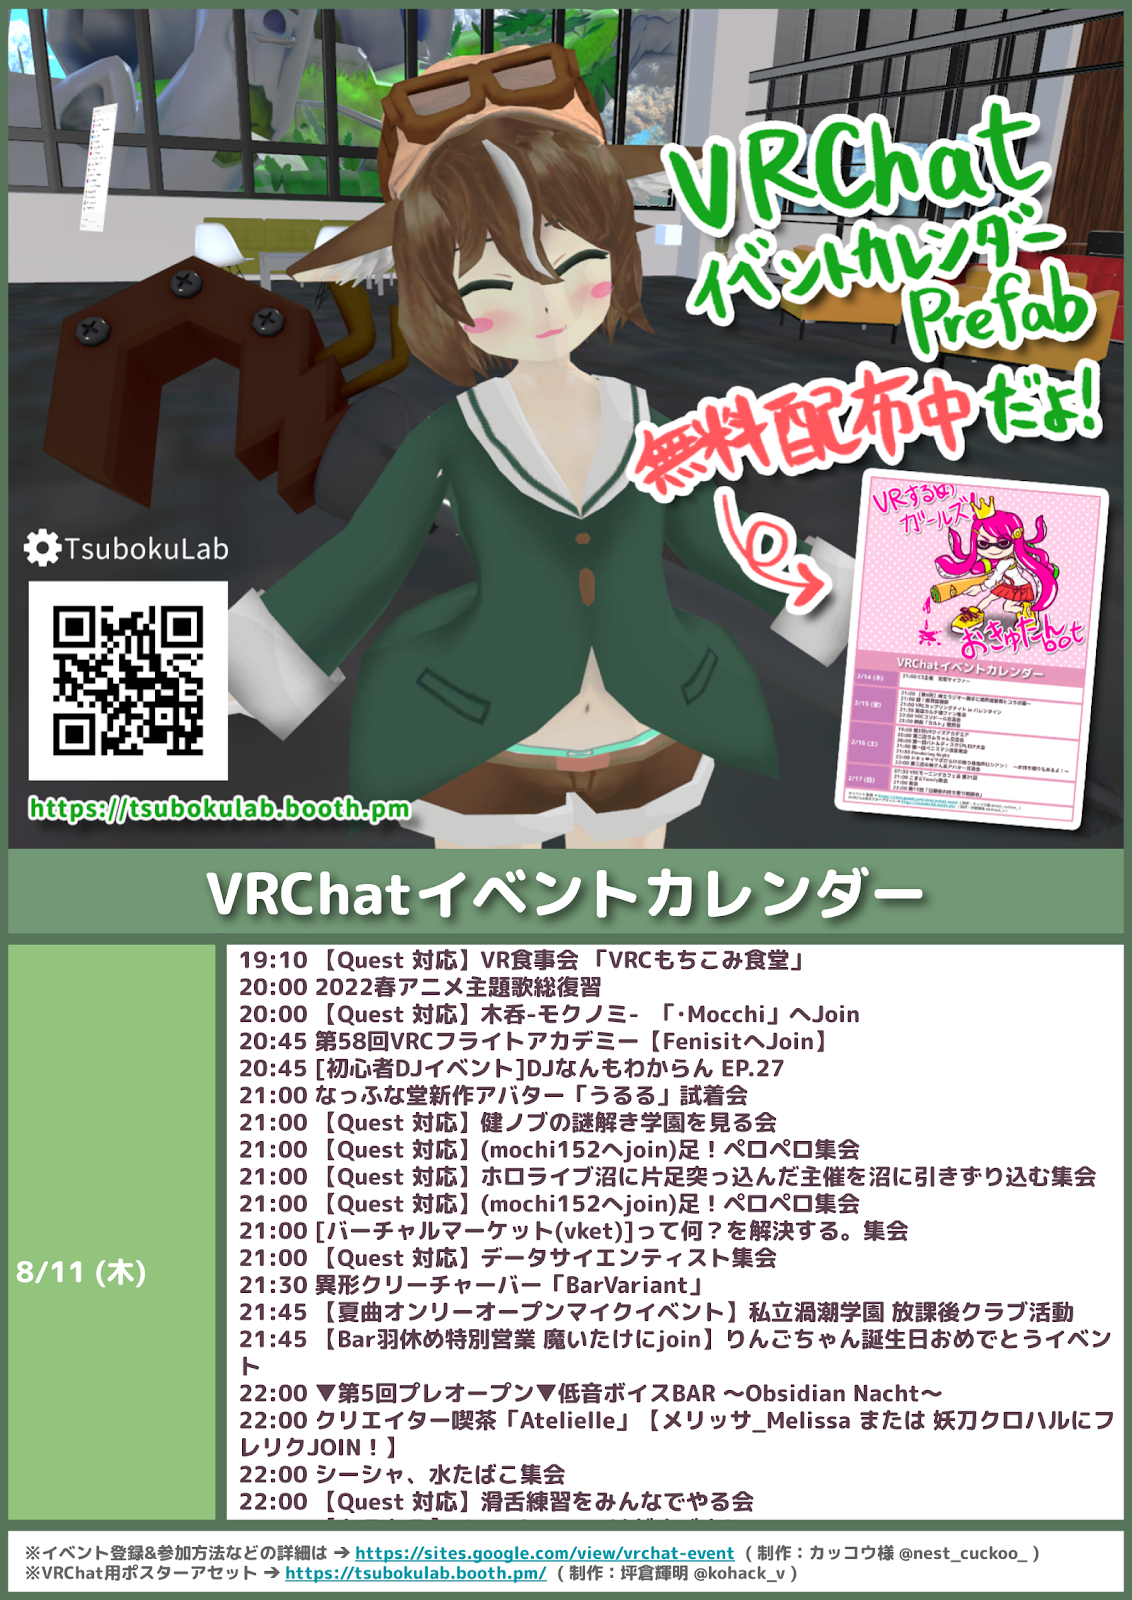 VRChat
イベントカレンダー
Prefab
無料配布中だよ!
VRするめ
ガールズ
おきゅたんbot
VRChatイベントカレンダー
2/14 (木)
2/15 (金)
2/16 (土)
2/17 (日)
TsubokuLab
https://tsubokulab.booth.pm
VRChatイベントカレンダー
8/11 (木)
19:10 【Quest 対応】VR食事会 「VRCもちこみ食堂」
20:00 2022春アニメ主題歌総復習
20:00 【Quest 対応】木呑-モクノミ- 「·Mocchi」へJoin
20:45 第58回VRCフライトアカデミー【FenisitへJoin】
20:45 [初心者DJイベント]DJなんもわからん EP.27
21:00 なっふな堂新作アバター「うるる」試着会
21:00 【Quest 対応】健ノブの謎解き学園を見る会
21:00 【Quest 対応】(mochi152へjoin)足！ペロペロ集会
21:00 【Quest 対応】ホロライブ沼に片足突っ込んだ主催を沼に引きずり込む集会
21:00 【Quest 対応】(mochi152へjoin)足！ペロペロ集会
21:00 [バーチャルマーケット(vket)]って何？を解決する。集会
21:00 【Quest 対応】データサイエンティスト集会
21:30 異形クリーチャーバー「BarVariant」
21:45 【夏曲オンリーオープンマイクイベント】私立渦潮学園 放課後クラブ活動
21:45 【Bar羽休め特別営業 魔いたけにjoin】りんごちゃん誕生日おめでとうイベン
ト
22:00 ▼第5回プレオープン▼低音ボイスBAR 〜Obsidian Nacht〜
22:00 クリエイター喫茶「Atelielle」【メリッサ_Melissa または 妖刀クロハルにフ
レリクJOIN！】
22:00 シーシャ、水たばこ集会
22:00 【Quest 対応】滑舌練習をみんなでやる会
※イベント登録&参加方法などの詳細は ➔ https://sites.google.com/view/vrchat-event ( 制作：カッコウ様 @nest_cuckoo_ )
※VRChat用ポスターアセット ➔ https://tsubokulab.booth.pm/ ( 制作：坪倉輝明 @kohack_v )